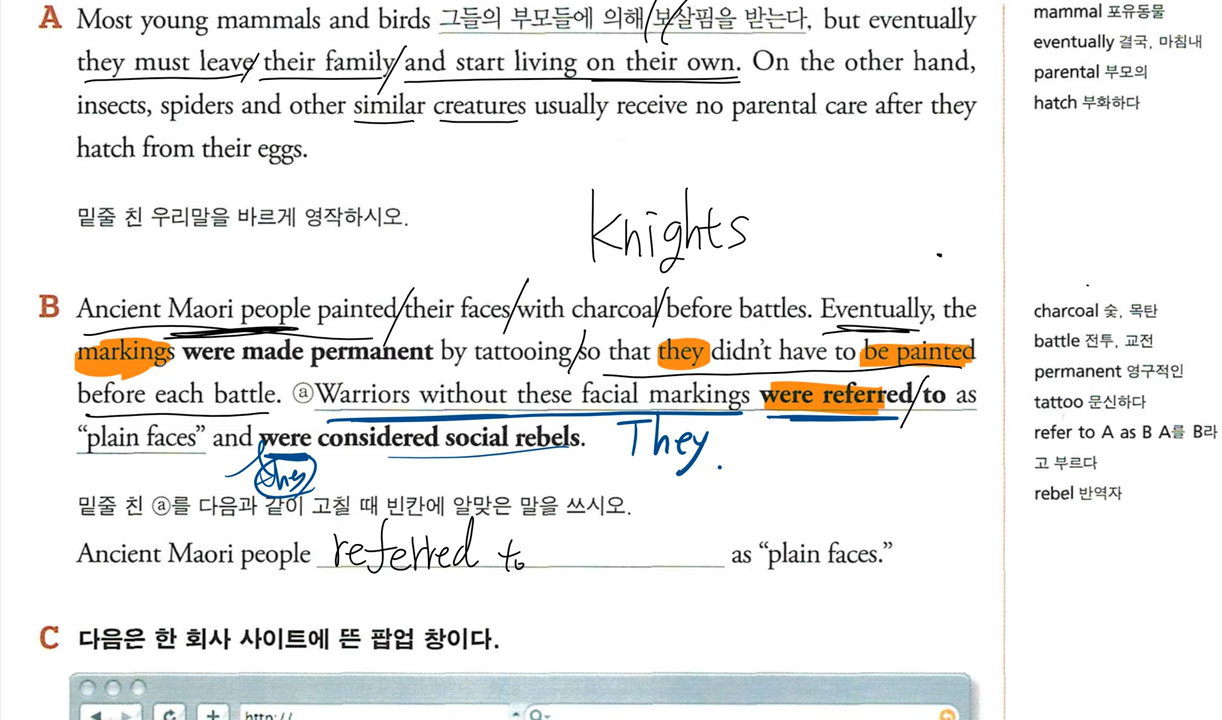 A Most young mammals and birds 그들의 부모들에 의해 보살핌을 받는다, but eventually
they must leave their family and start living on their own. On the other hand,
insects, spiders and other similar creatures usually receive no parental care after they
hatch from their eggs.
mammal 포유동물
eventually 결국, 마침내
parental 부모의
hatch 부화하다
밑줄 친 우리말을 바르게 영작하시오.
Knights
B Ancient Maori people painted their faces with charcoal before battles. Eventually, the
markings were made permanent by tattooing so that they didn't have to be painted
before each battle. ⓐWarriors without these facial markings were referred to as
"plain faces" and were considered social rebels.
They.
they
charcoal 숯, 목탄
battle 전투, 교전
permanent 영구적인
tattoo 문신하다
refer to A as B A를 B라
고 부르다
rebel 반역자
밑줄 친 ⓐ를 다음과 같이 고칠 때 빈칸에 알맞은 말을 쓰시오.
Ancient Maori people referred to as "plain faces."
C 다음은 한 회사 사이트에 뜬 팝업 창이다.
http://